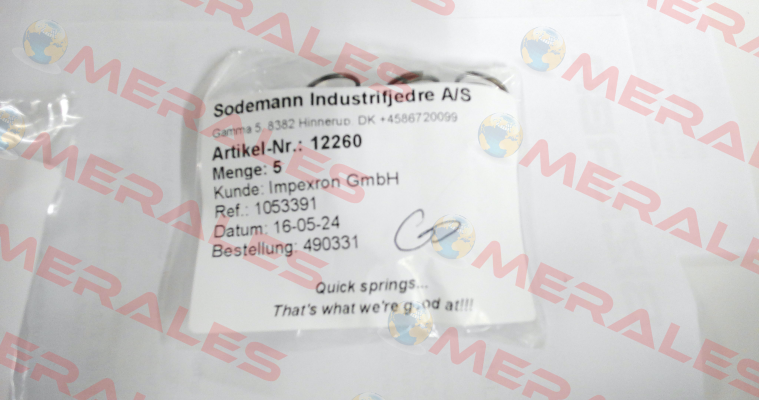 Sodemann Industrifjedre A/S
Gamma 5, 8382 Hinnerup, DK +4586720099
Artikel-Nr.: 12260
Menge: 5
Kunde: Impexron GmbH
Ref.: 1053391
Datum: 16-05-24
Bestellung: 490331
Quick springs...
That's what we're good at!!!
MERALES
MERALES
MERALES
MERALES
MERALES